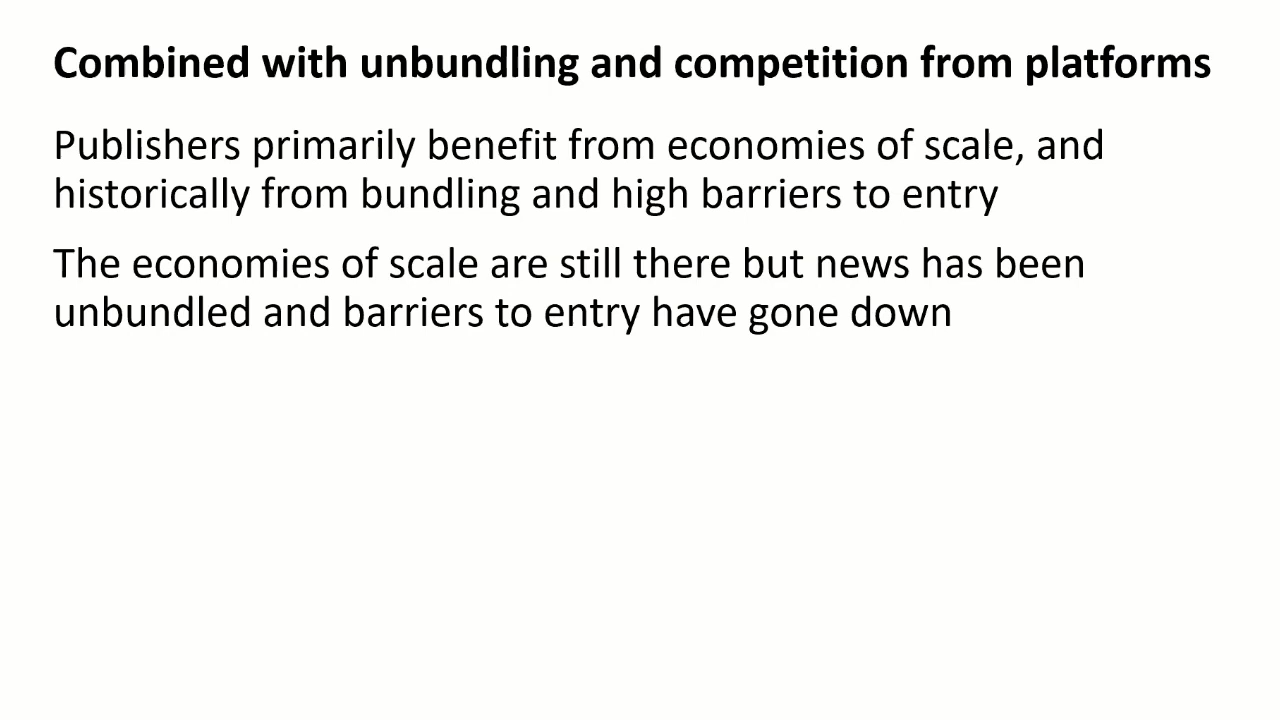 Combined with unbundling and competition from platforms
Publishers primarily benefit from economies of scale, and
historically from bundling and high barriers to entry
The economies of scale are still there but news has been
unbundled and barriers to entry have gone down